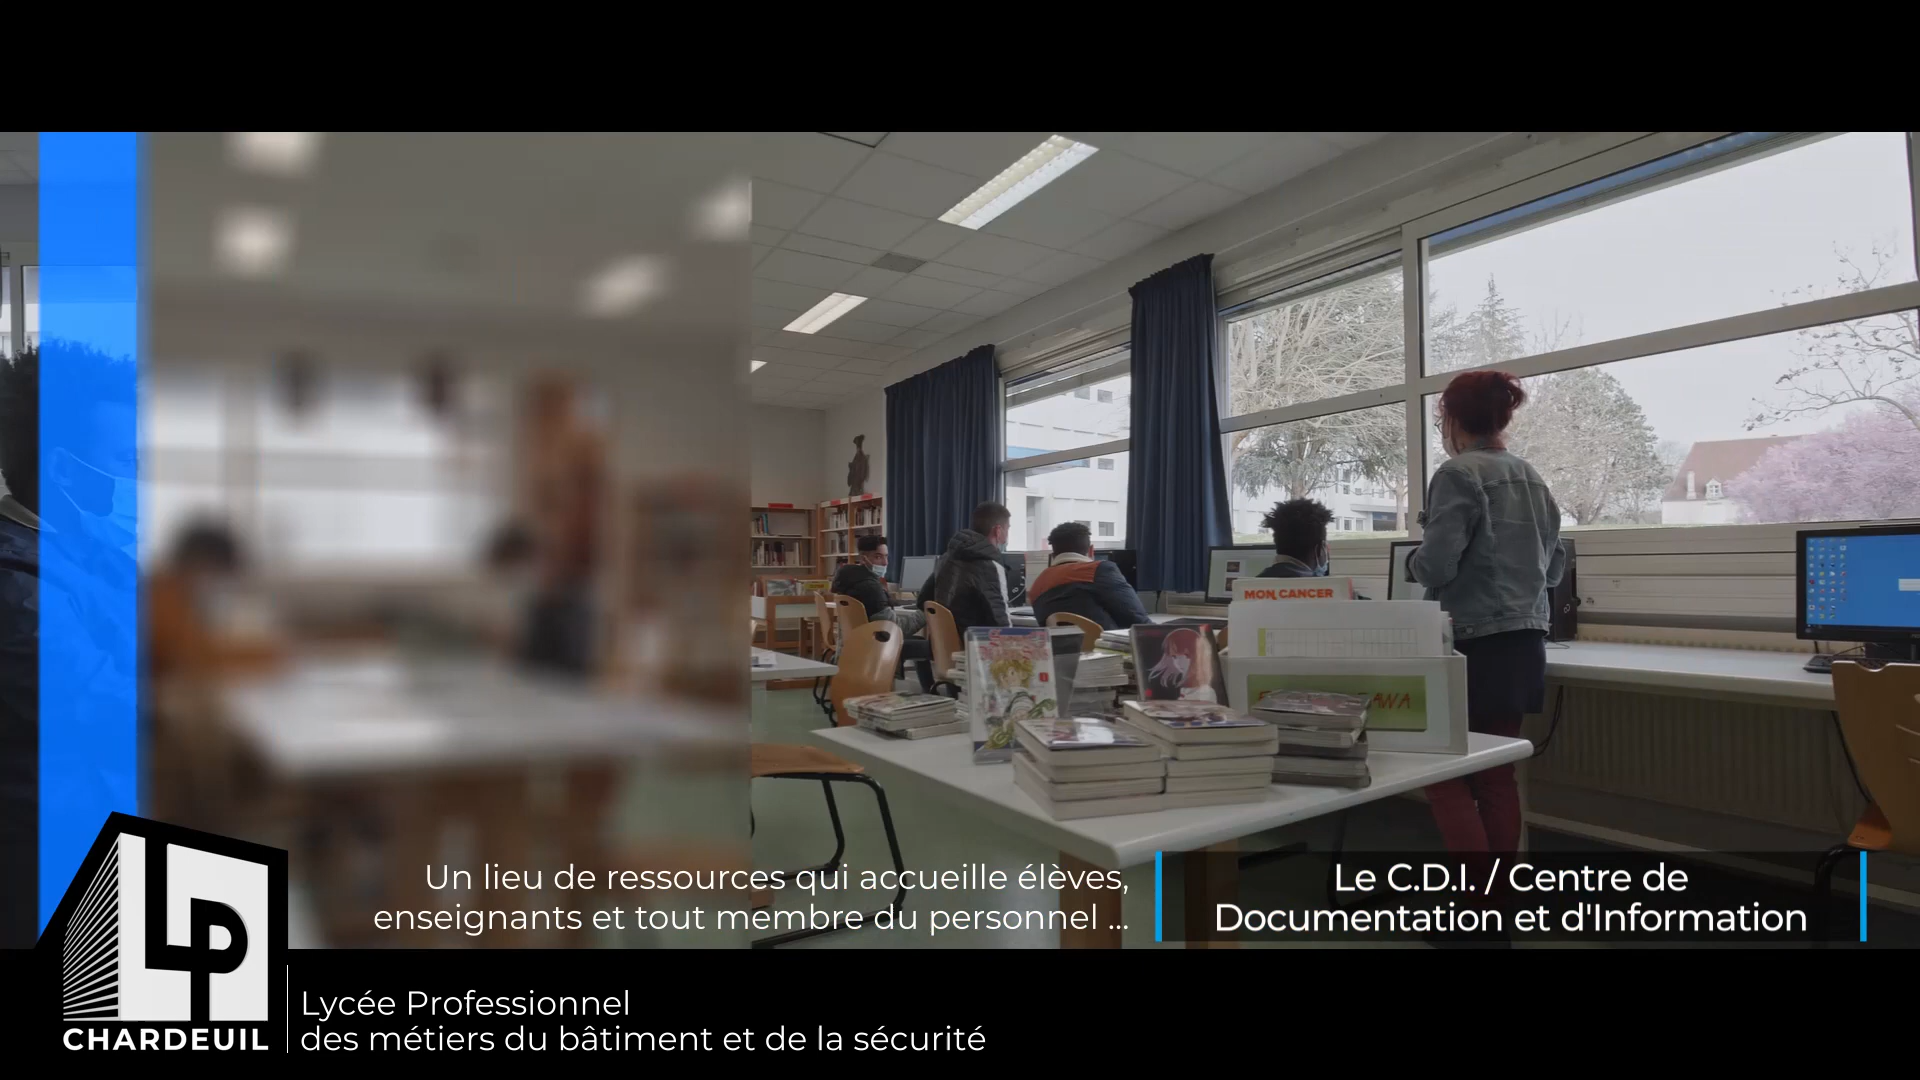 MON CANCER
Un lieu de ressources qui accueille élèves,
enseignants et tout membre du personnel ...
Le C.D.I. / Centre de
Documentation et d'Information
LP
CHARDEUIL
Lycée Professionnel
des métiers du bâtiment et de la sécurité